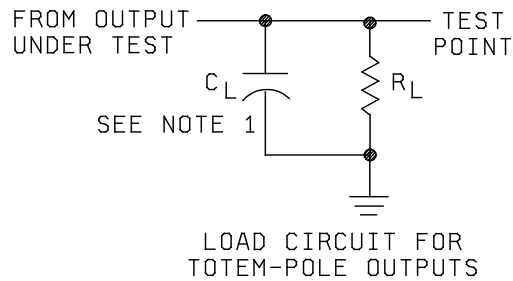 FROM OUTPUT
UNDER TEST
TEST
POINT
CL
RL
SEE NOTE 1
LOAD CIRCUIT FOR
TOTEM-POLE OUTPUTS